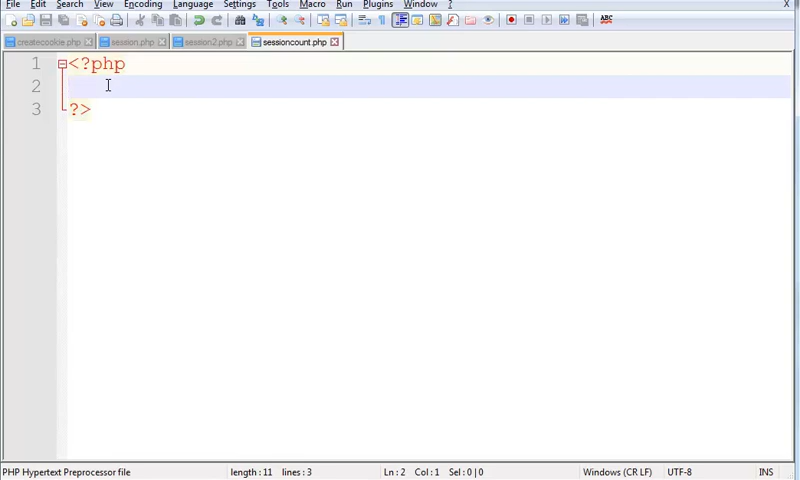 File Edit Search View Encoding Language Settings Tools Macro Run Plugins Window ? X
createcookie.php session.php session2.php sessioncount.php
1 <?php
2
3 ?>
PHP Hypertext Preprocessor file length : 11 lines : 3 Ln : 2 Col : 1 Sel : 0 | 0 Windows (CR LF) UTF-8 INS